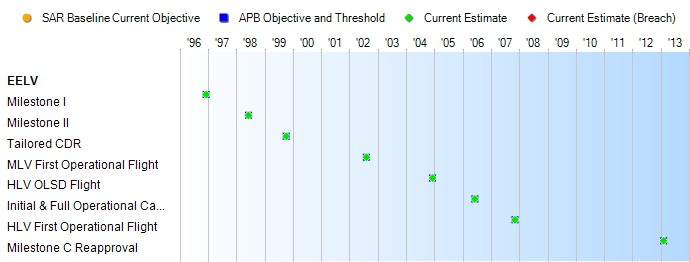 SAR Baseline Current Objective APB Objective and Threshold Current Estimate Current Estimate (Breach)
'96 '97 '98 '99 '00 '01 '02 '03 '04 '05 '06 '07 '08 '09 '10 '11 '12 '13
EELV
Milestone I
Milestone II
Tailored CDR
MLV First Operational Flight
HLV OLSD Flight
Initial & Full Operational Ca...
HLV First Operational Flight
Milestone C Reapproval